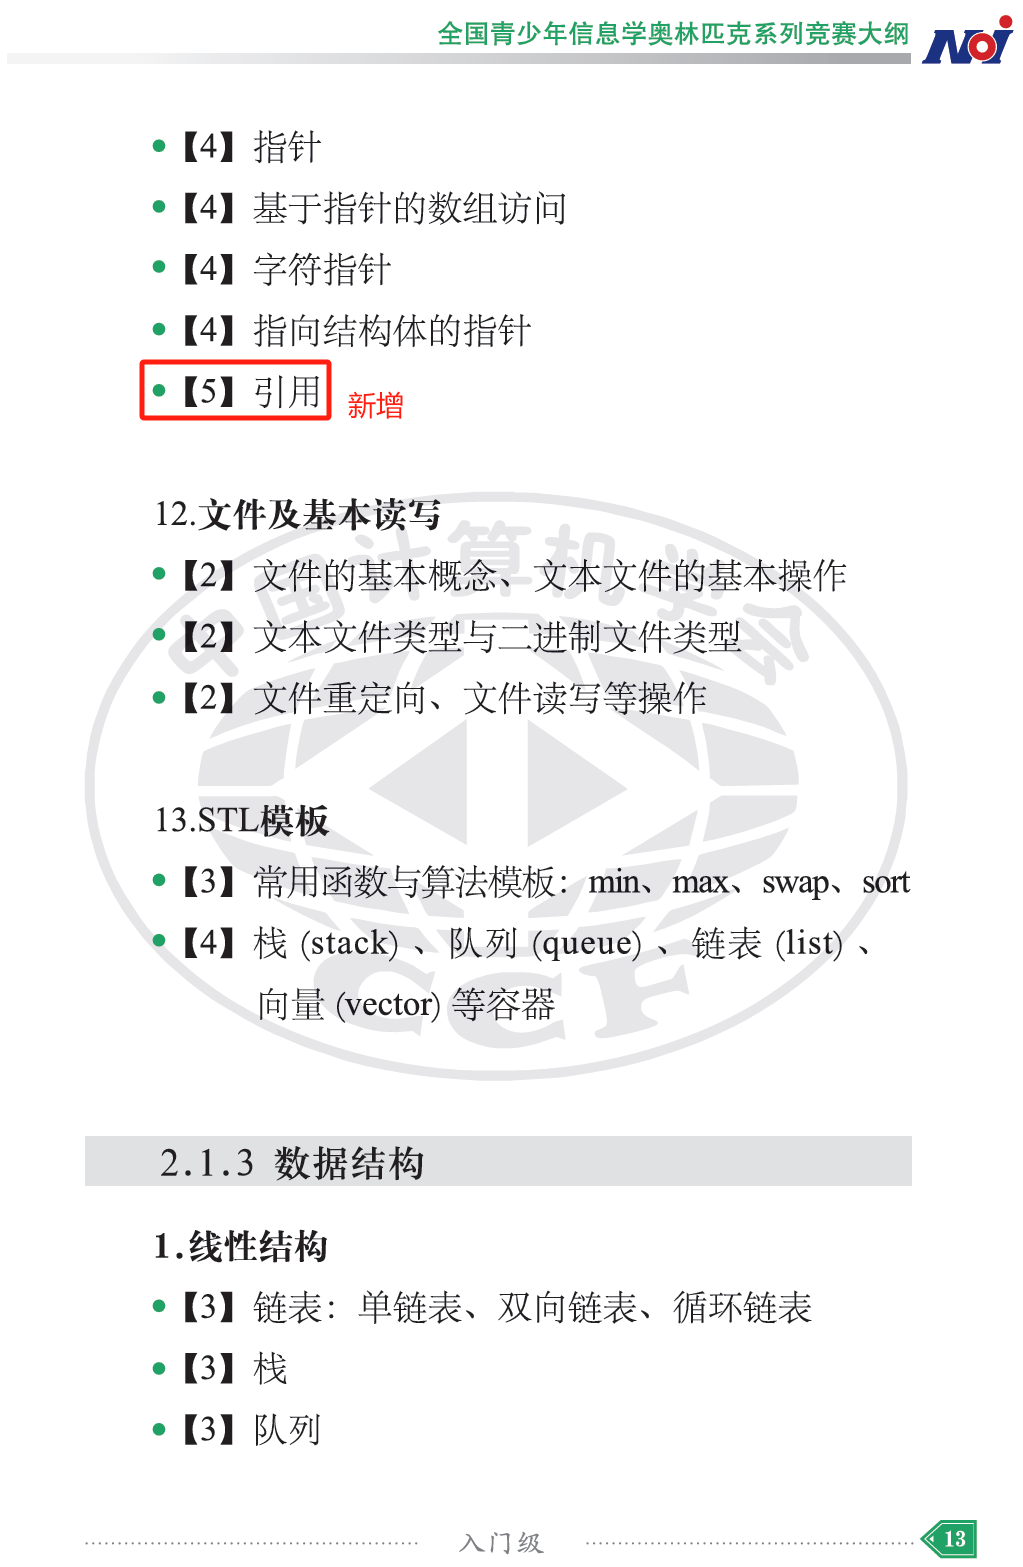 全国青少年信息学奥林匹克系列竞赛大纲 NOI
【4】指针
【4】基于指针的数组访问
【4】字符指针
【4】指向结构体的指针
【5】引用 新增
12.文件及基本读写
【2】文件的基本概念、文本文件的基本操作
【2】文本文件类型与二进制文件类型
【2】文件重定向、文件读写等操作
13.STL模板
【3】常用函数与算法模板：min、max、swap、sort
【4】栈 (stack) 、队列 (queue) 、链表 (list) 、
向量 (vector) 等容器
中国计算机学会
CCF
2.1.3 数据结构
1.线性结构
【3】链表：单链表、双向链表、循环链表
【3】栈
【3】队列
入门级
13